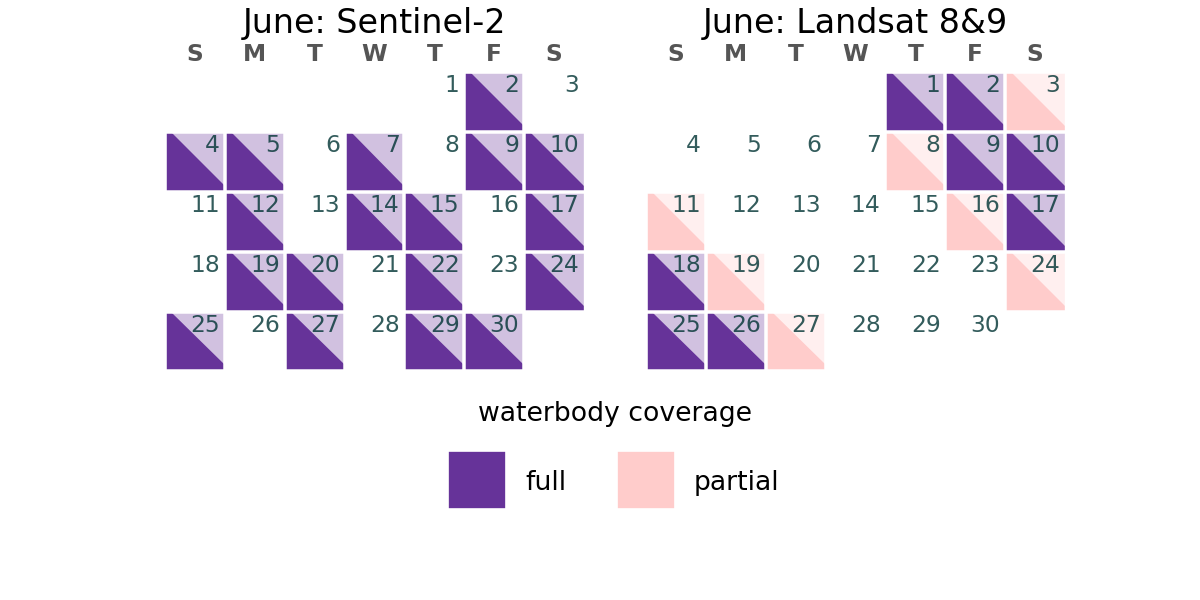 June: Sentinel-2
S M T W T F S
1 2 3
4 5 6 7 8 9 10
11 12 13 14 15 16 17
18 19 20 21 22 23 24
25 26 27 28 29 30
June: Landsat 8&9
S M T W T F S
1 2 3
4 5 6 7 8 9 10
11 12 13 14 15 16 17
18 19 20 21 22 23 24
25 26 27 28 29 30
waterbody coverage
full
partial